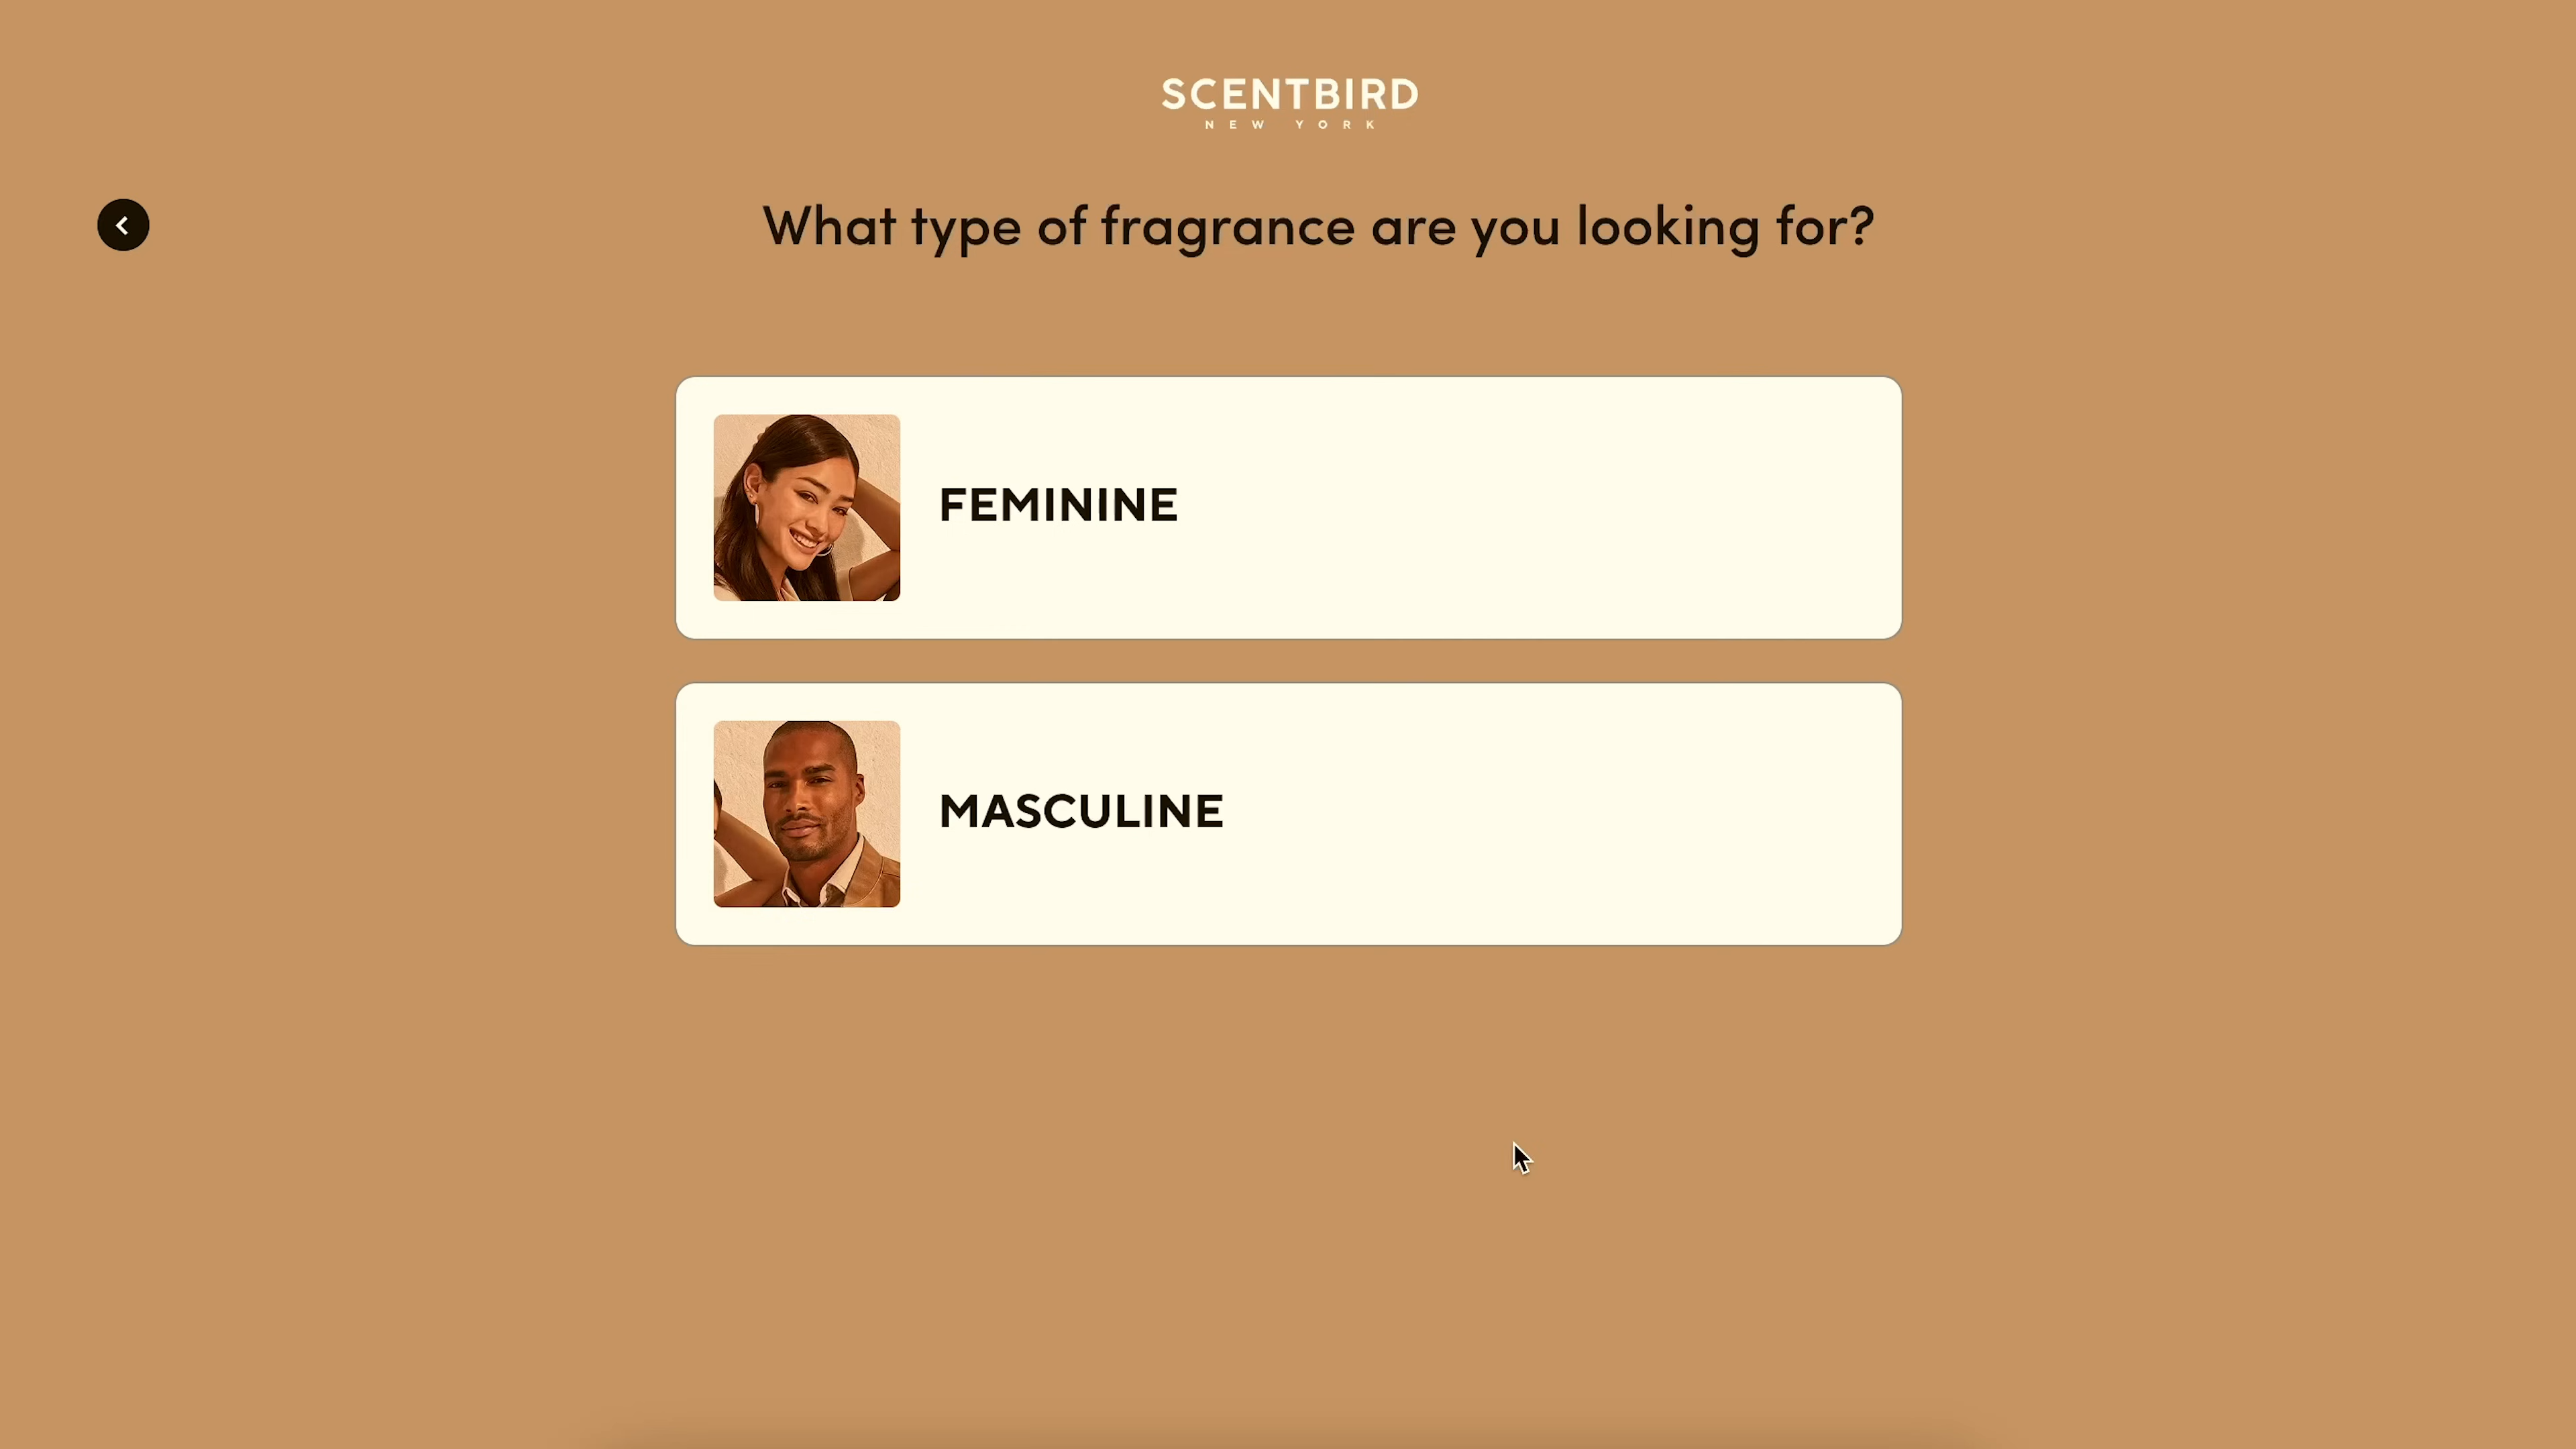 SCENTBIRD
NEW YORK
What type of fragrance are you looking for?
FEMININE
MASCULINE